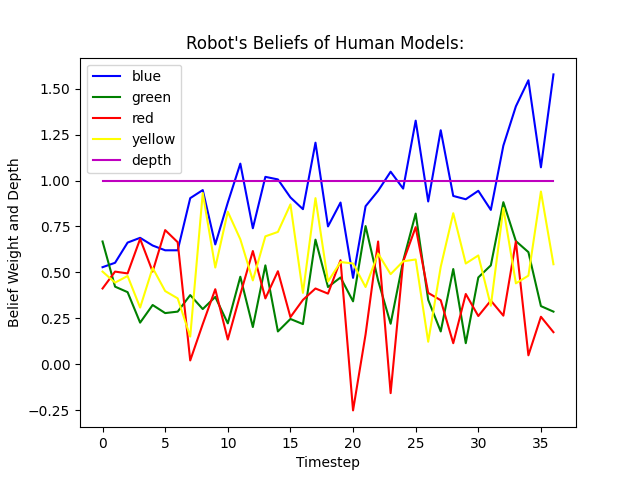 Robot's Beliefs of Human Models:
blue
green
red
yellow
depth
Belief Weight and Depth
1.50
1.25
1.00
0.75
0.50
0.25
0.00
−0.25
0 5 10 15 20 25 30 35
Timestep